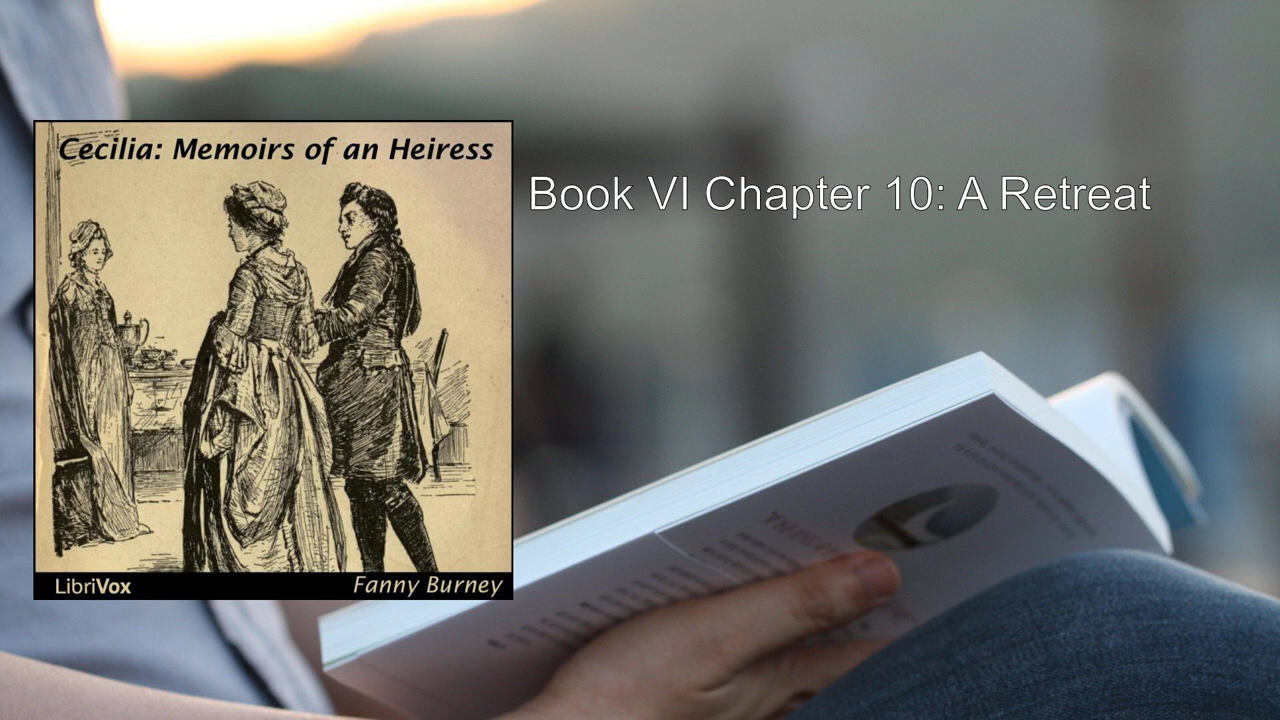 Cecilia: Memoirs of an Heiress
Book VI Chapter 10: A Retreat
LibriVox
Fanny Burney